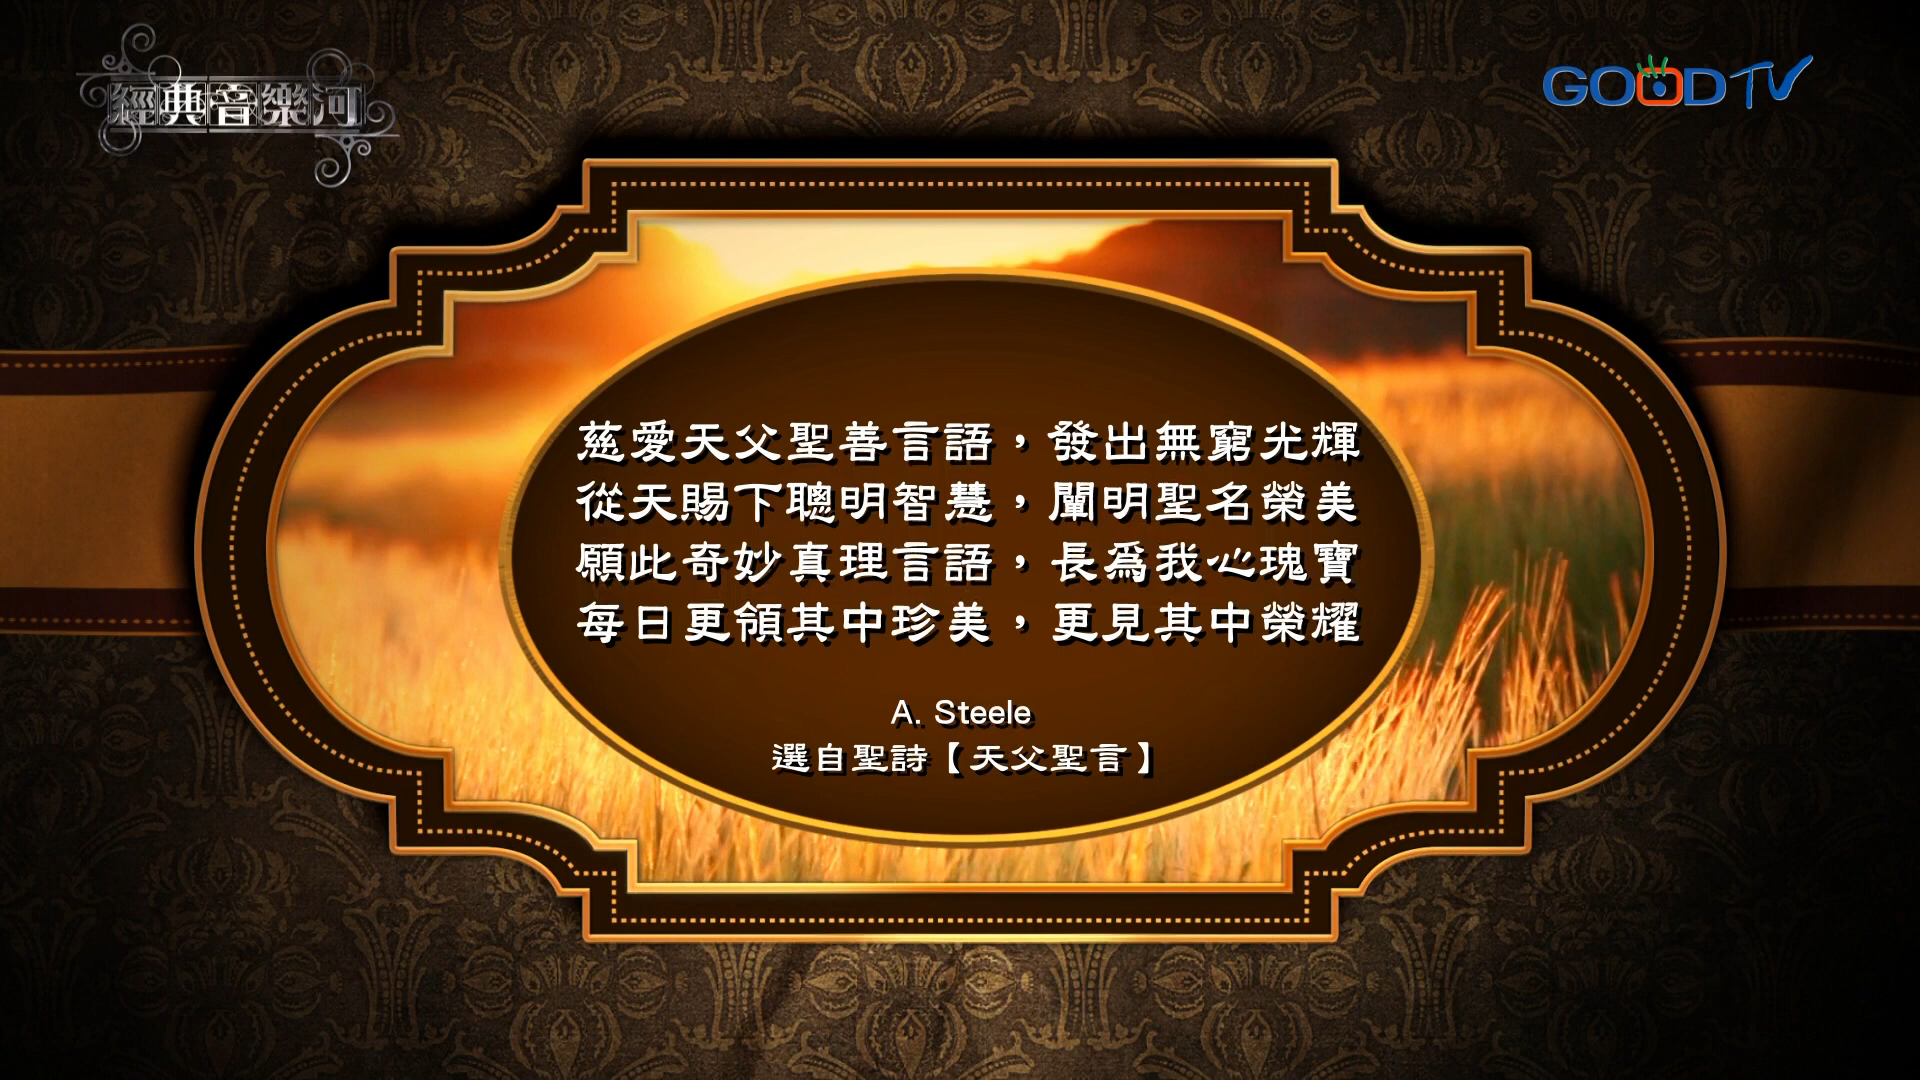 經典音樂河
GOODTV
慈愛天父聖善言語,發出無窮光輝
從天賜下聰明智慧,闡明聖名榮美
願此奇妙真理言語,長為我心瑰寶
每日更領其中珍美,更見其中榮耀
A. Steele
選自聖詩【天父聖言】